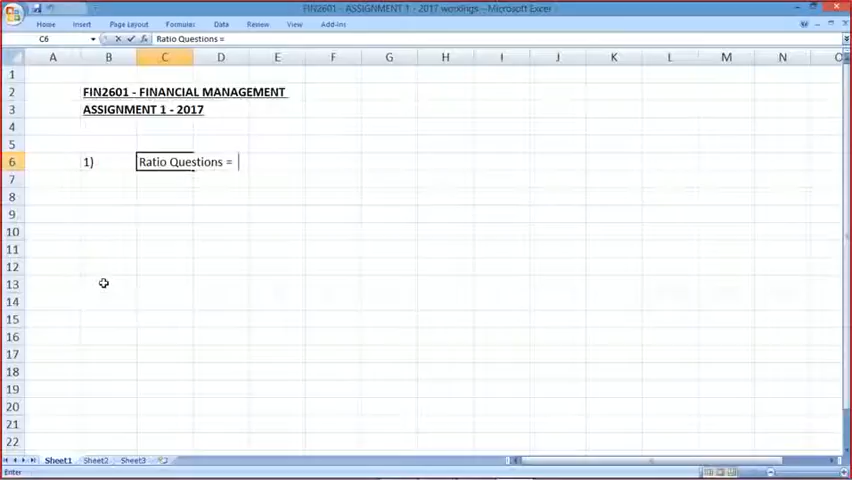 FIN2601 - ASSIGNMENT 1 - 2017 workings - Microsoft Excel
Home Insert Page Layout Formulas Data Review View Add-Ins
C6 fx Ratio Questions =
A B C D E F G H I J K L M N O
1
2 FIN2601 - FINANCIAL MANAGEMENT
3 ASSIGNMENT 1 - 2017
4
5
6 1) Ratio Questions =
7
8
9
10
11
12
13
14
15
16
17
18
19
20
21
22
Sheet1 Sheet2 Sheet3
Enter